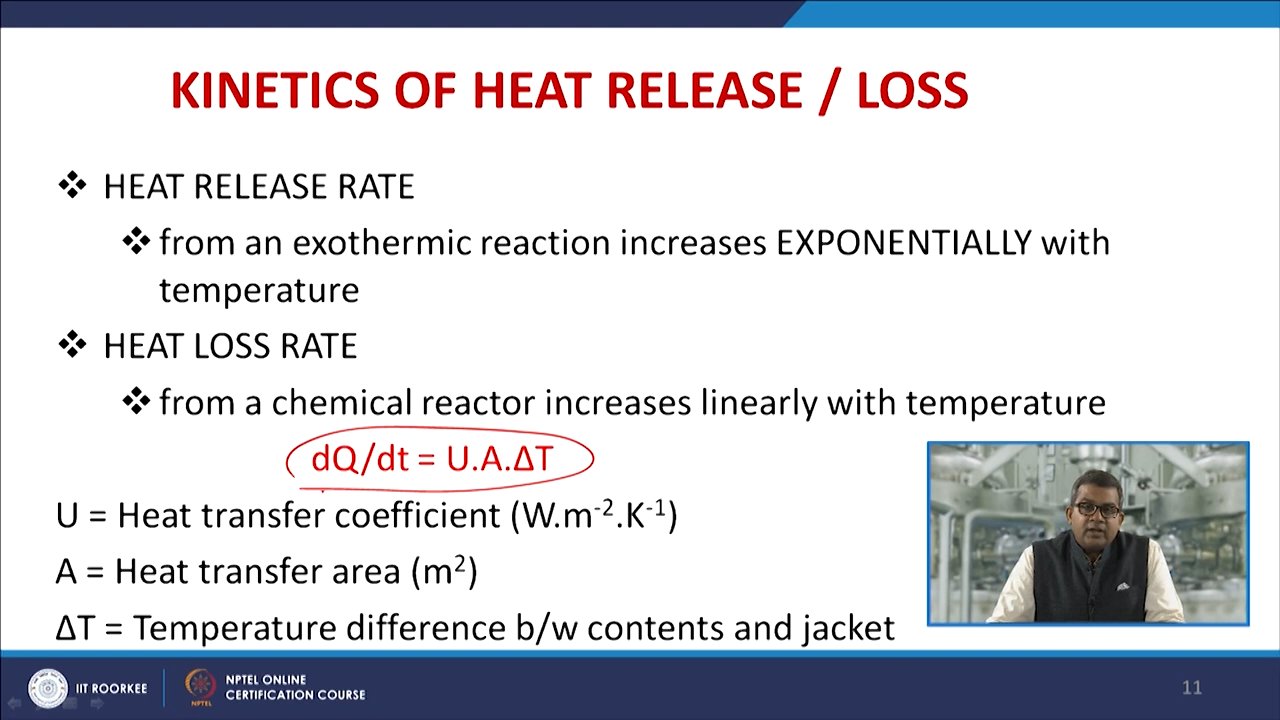 KINETICS OF HEAT RELEASE / LOSS
❖ HEAT RELEASE RATE
❖ from an exothermic reaction increases EXPONENTIALLY with
temperature
❖ HEAT LOSS RATE
❖ from a chemical reactor increases linearly with temperature
dQ/dt = U.A.ΔT
U = Heat transfer coefficient (W.m⁻².K⁻¹)
A = Heat transfer area (m²)
ΔT = Temperature difference b/w contents and jacket
IIT ROORKEE
NPTEL
NPTEL ONLINE
CERTIFICATION COURSE
11